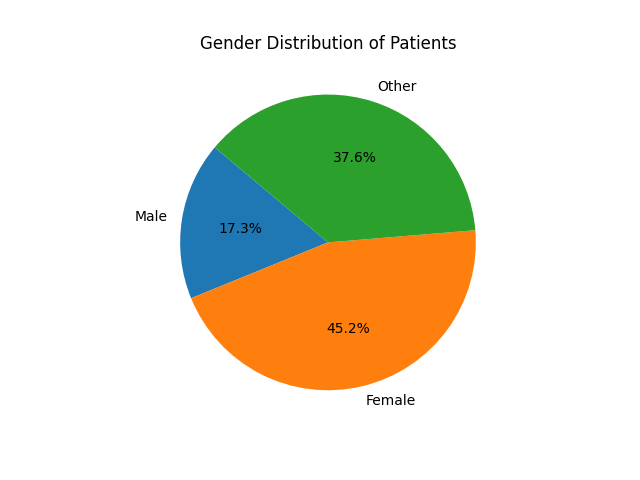 Gender Distribution of Patients
Other
37.6%
Male
17.3%
45.2%
Female